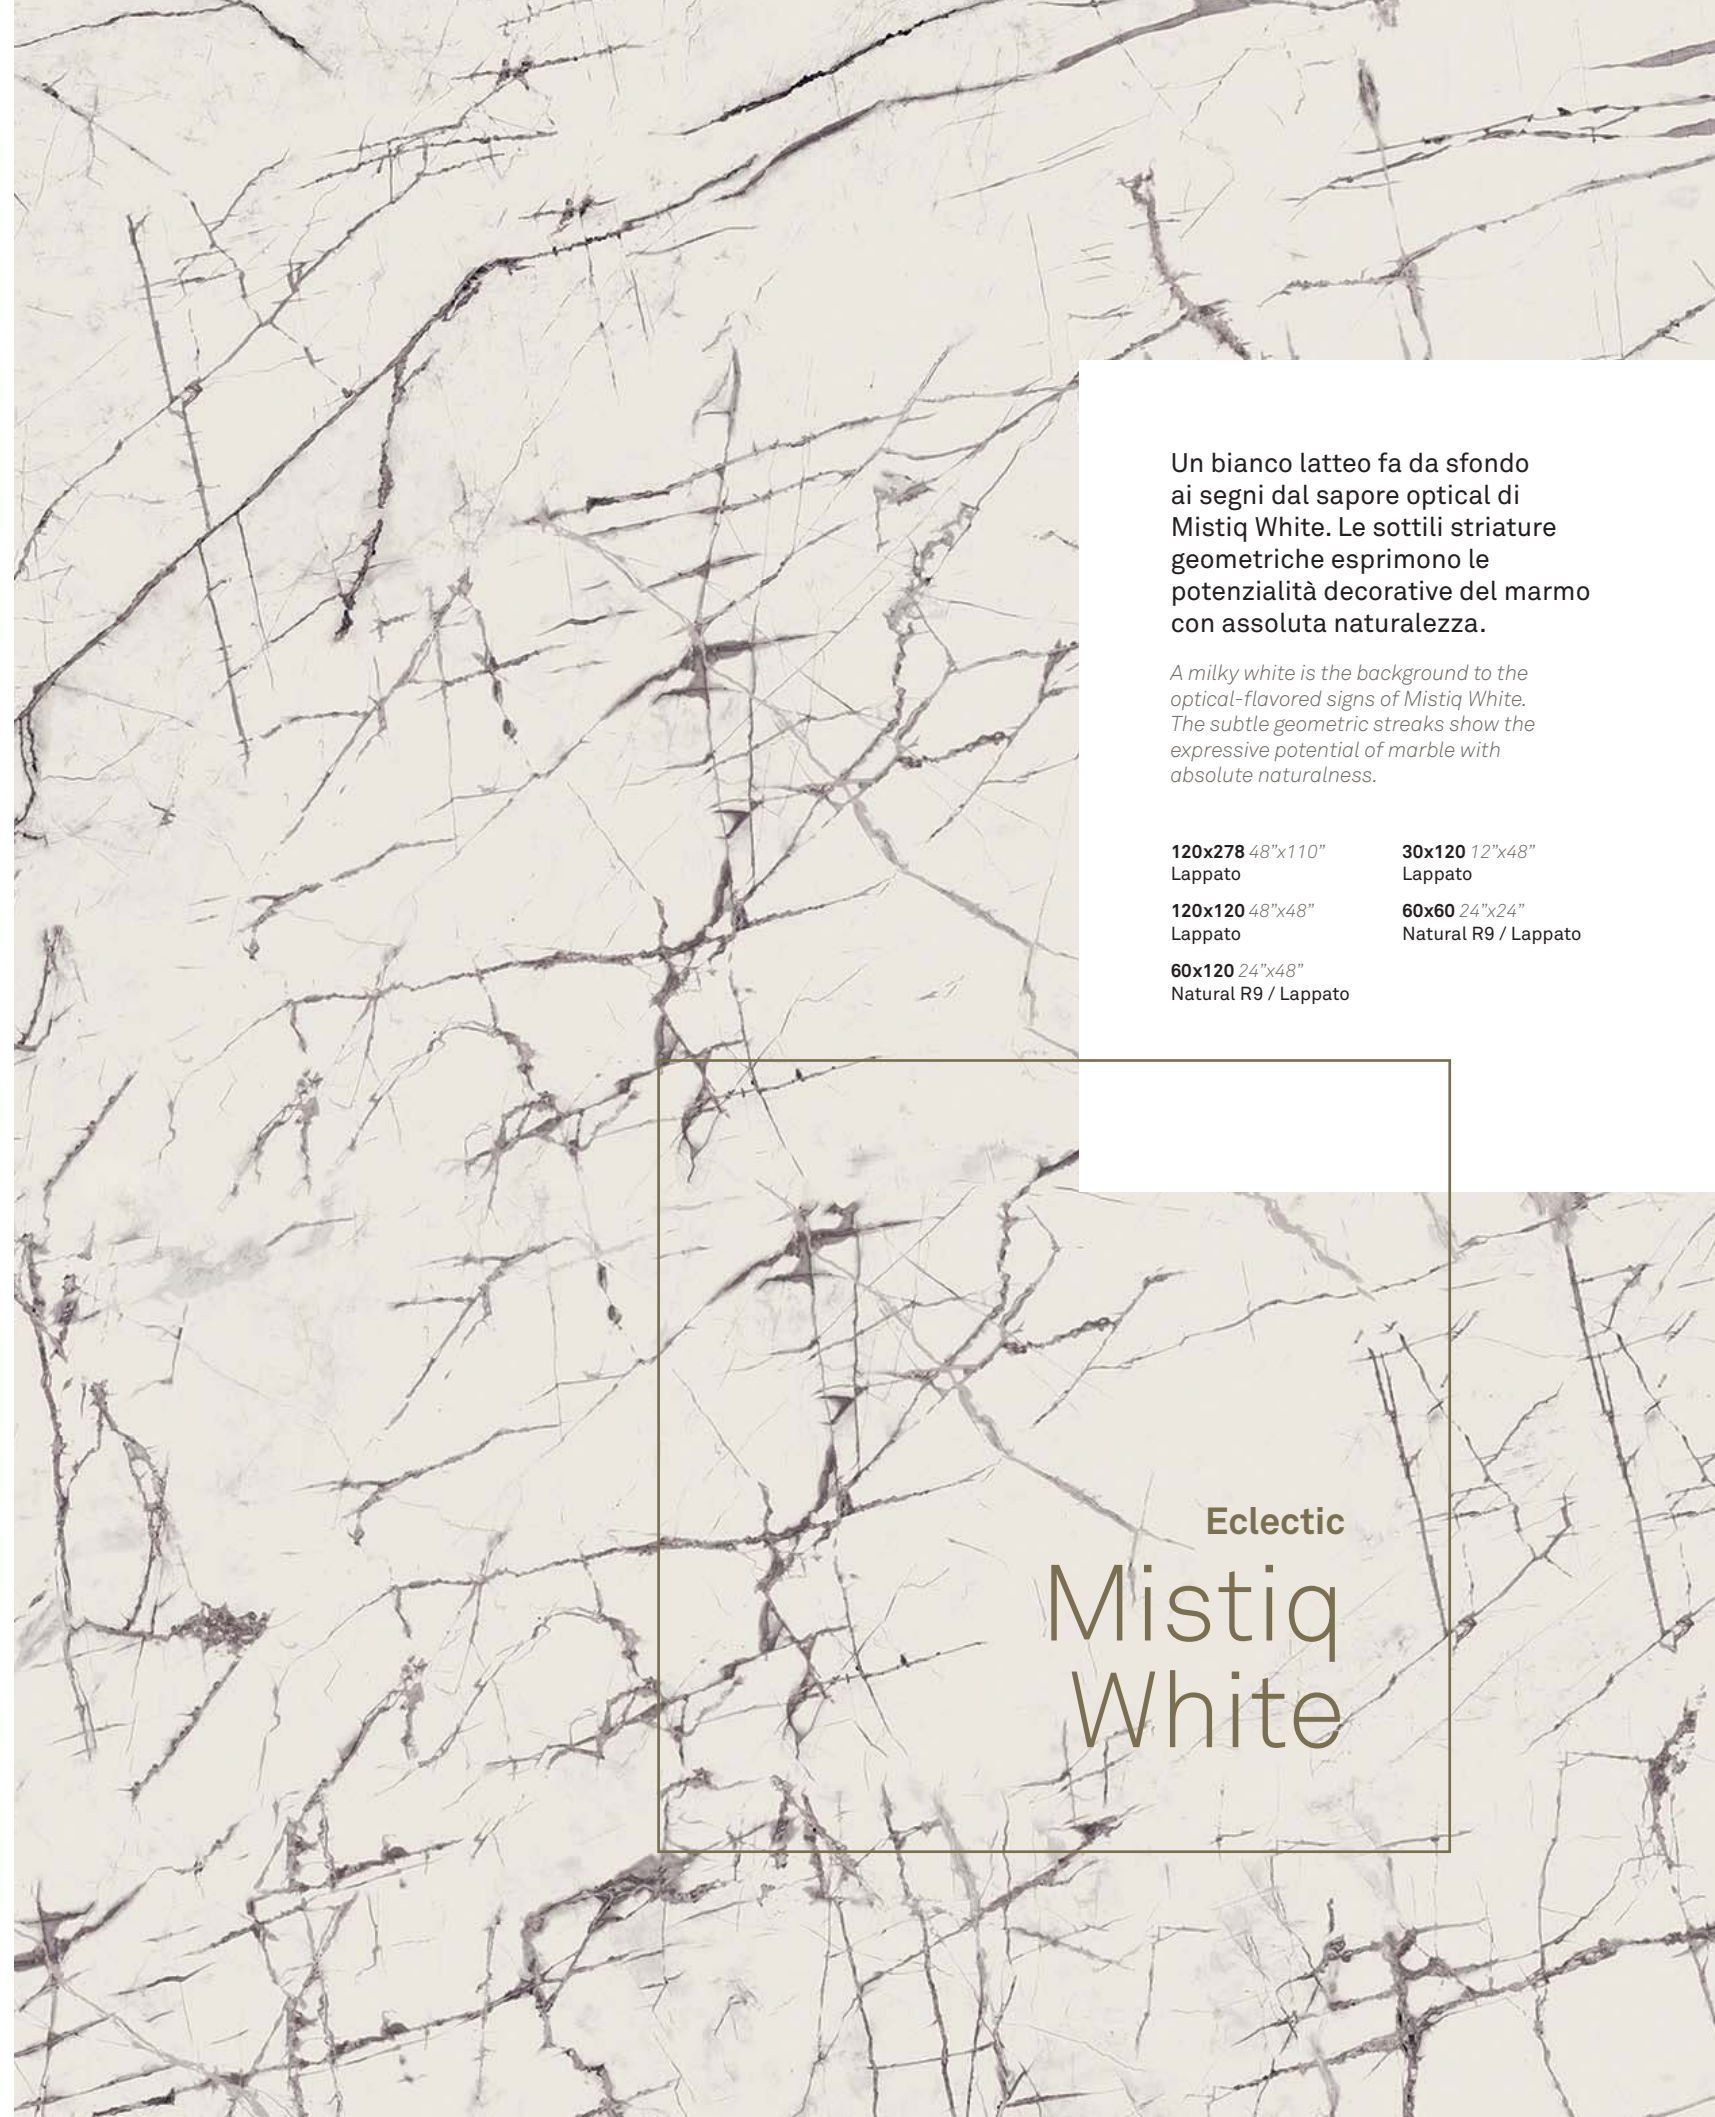 Un bianco latteo fa da sfondo
ai segni dal sapore optical di
Mistiq White. Le sottili striature
geometriche esprimono le
potenzialità decorative del marmo
con assoluta naturalezza.
A milky white is the background to the
optical-flavored signs of Mistiq White.
The subtle geometric streaks show the
expressive potential of marble with
absolute naturalness.
120x278 48”x110”
Lappato
120x120 48”x48”
Lappato
60x120 24”x48”
Natural R9 / Lappato
30x120 12”x48”
Lappato
60x60 24”x24”
Natural R9 / Lappato
Eclectic
Mistiq
White